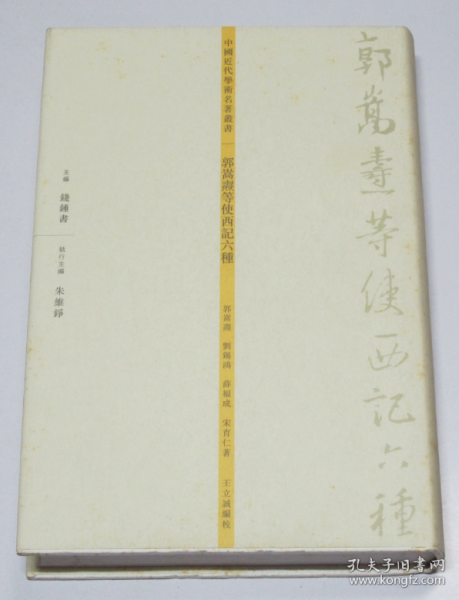 郭嵩燾等使西記六種
中國近代學術名著叢書
郭嵩燾等使西記六種
郭嵩燾 劉錫鴻 薛福成 宋育仁著 王立誠編校
主編 錢鍾書
執行主編 朱維錚
孔夫子旧书网
www.kongfz.com